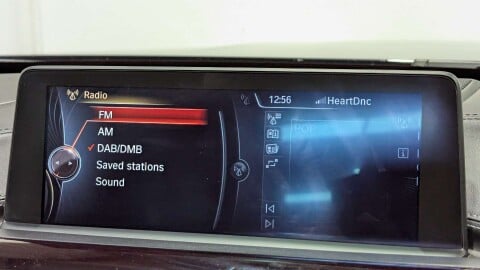 Radio
12:56 HeartDnc
FM
AM
DAB/DMB
Saved stations
Sound